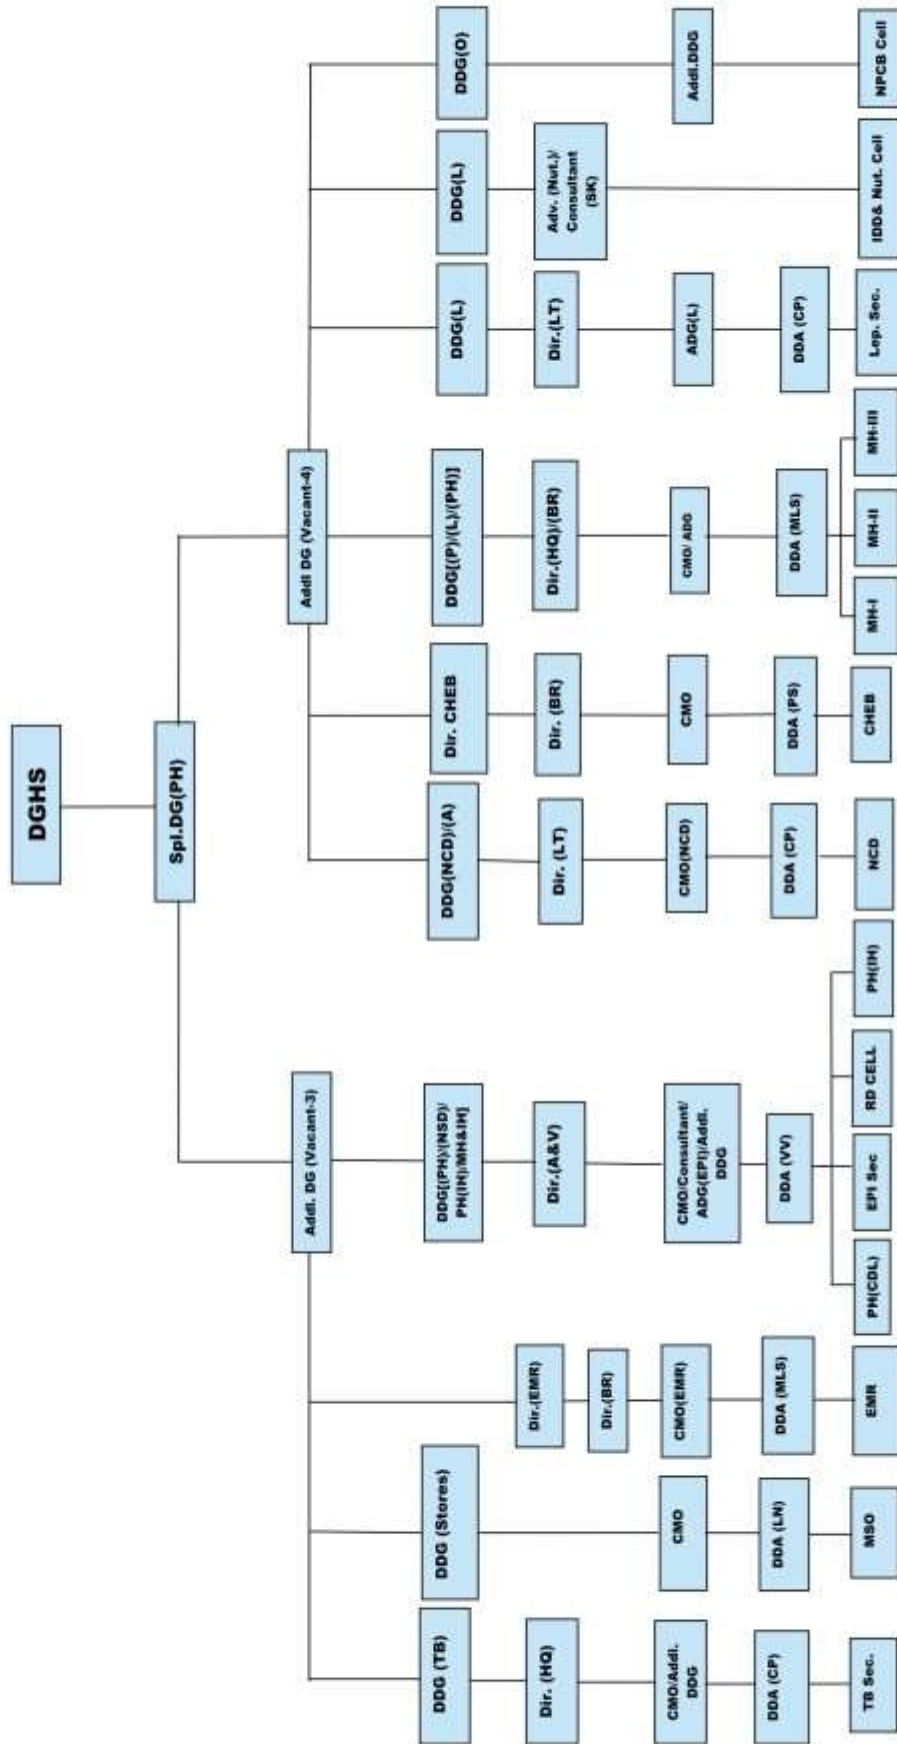 DGHS
Spl.DG(PH)
Addl. DG (Vacant-3)
Addl DG (Vacant-4)
DDG (TB)
DDG (Stores)
DDG[(PH)/(NSD)/
PH(IH)/MH&IH]
DDG(NCD)/(A)
Dir. CHEB
DDG[(P)/(L)/(PH)]
DDG(L)
DDG(L)
DDG(O)
Dir. (HQ)
Dir.(EMR)
Dir.(BR)
Dir.(A&V)
Dir. (LT)
Dir. (BR)
Dir.(HQ)/(BR)
Dir.(LT)
Adv. (Nut.)/
Consultant
(SK)
CMO/Addl.
DDG
CMO
CMO(EMR)
CMO/Consultant/
ADG(EPI)/Addl.
DDG
CMO(NCD)
CMO
CMO/ ADG
ADG(L)
Addl.DDG
DDA (CP)
DDA (LN)
DDA (MLS)
DDA (VV)
DDA (CP)
DDA (PS)
DDA (MLS)
DDA (CP)
TB Sec.
MSO
EMR
PH(CDL)
EPI Sec
RD CELL
PH(IH)
NCD
CHEB
MH-I
MH-II
MH-III
Lep. Sec.
IDD& Nut. Cell
NPCB Cell